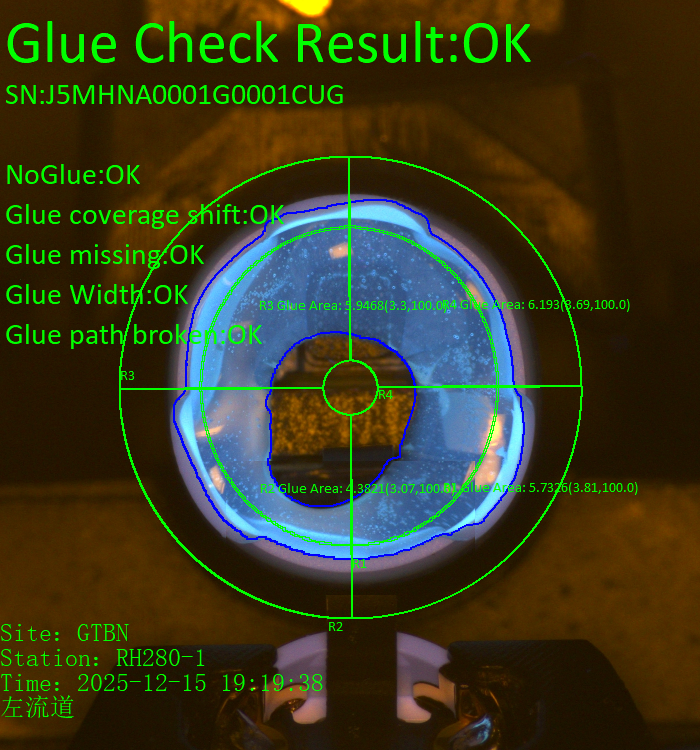 Glue Check Result:OK
SN:J5MHNA0001G0001CUG
NoGlue:OK
Glue coverage shift:OK
Glue missing:OK
Glue Width:OK
R3 Glue Area: 5.9468(3.3,100.0)
R4 Glue Area: 6.193(3.69,100.0)
Glue path broken:OK
R3
R4
R2 Glue Area: 4.3821(3.07,100.0)
Glue Area: 5.7326(3.81,100.0)
R1
R2
Site: GTBN
Station: RH280-1
Time: 2025-12-15 19:19:38
左流道